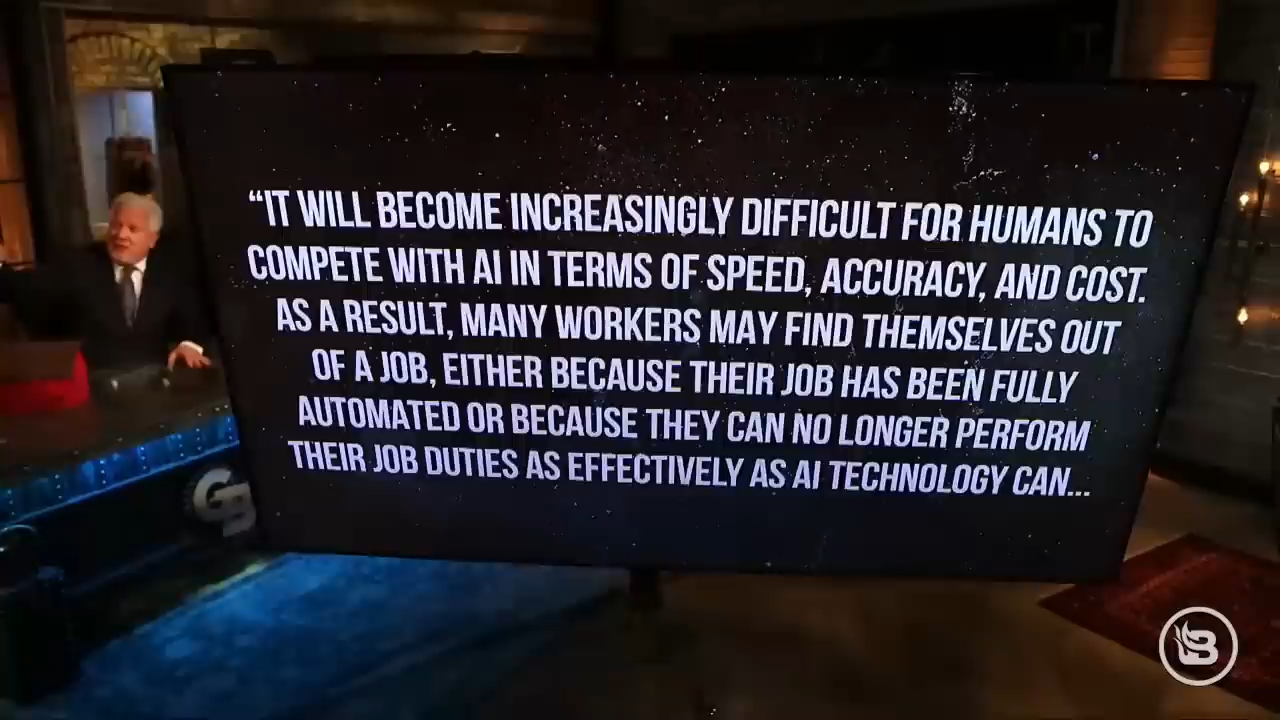 “IT WILL BECOME INCREASINGLY DIFFICULT FOR HUMANS TO
COMPETE WITH AI IN TERMS OF SPEED, ACCURACY, AND COST.
AS A RESULT, MANY WORKERS MAY FIND THEMSELVES OUT
OF A JOB, EITHER BECAUSE THEIR JOB HAS BEEN FULLY
AUTOMATED OR BECAUSE THEY CAN NO LONGER PERFORM
THEIR JOB DUTIES AS EFFECTIVELY AS AI TECHNOLOGY CAN...
GB
B